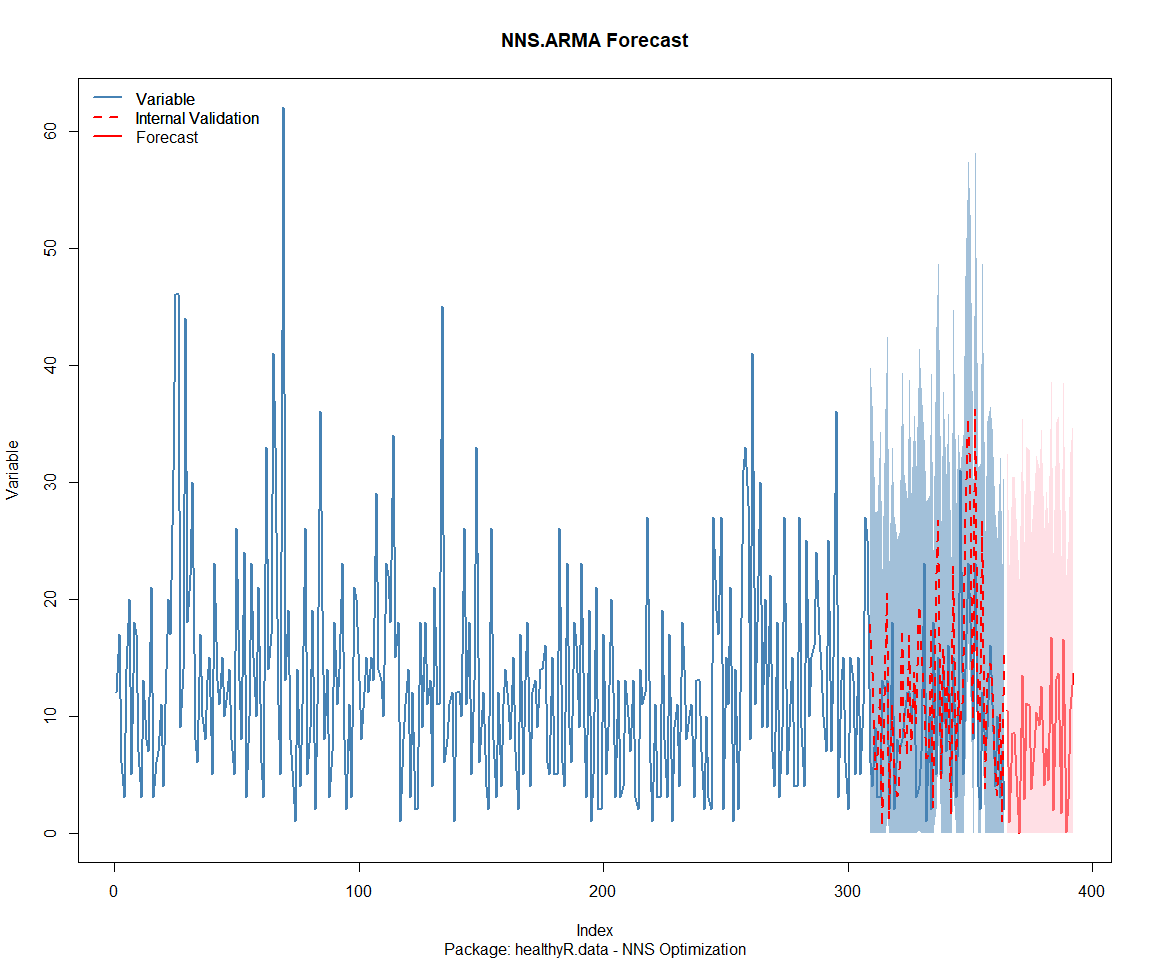 NNS.ARMA Forecast
Variable
Internal Validation
Forecast
60
50
40
30
20
10
0
Variable
0
100
200
300
400
Index
Package: healthyR.data - NNS Optimization